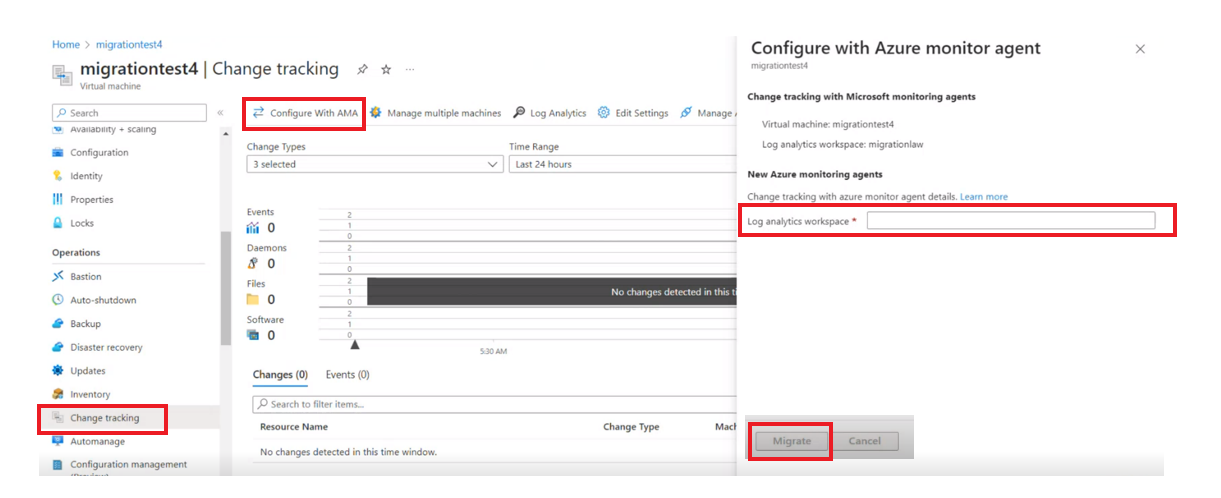 Home > migrationtest4
migrationtest4 | Change tracking
Virtual machine
Search
Availability + scaling
Configuration
Identity
Properties
Locks
Operations
Bastion
Auto-shutdown
Backup
Disaster recovery
Updates
Inventory
Change tracking
Automanage
Configuration management
(Preview)
Configure With AMA
Manage multiple machines
Log Analytics
Edit Settings
Manage
Change Types
Time Range
3 selected
Last 24 hours
Events
0
2
1
0
Daemons
0
2
1
0
Files
0
2
1
0
No changes detected in this ti
Software
0
2
1
0
5:30 AM
Changes (0)
Events (0)
Search to filter items...
Resource Name
Change Type
Mach
No changes detected in this time window.
Configure with Azure monitor agent
migrationtest4
Change tracking with Microsoft monitoring agents
Virtual machine: migrationtest4
Log analytics workspace: migrationlaw
New Azure monitoring agents
Change tracking with azure monitor agent details. Learn more
Log analytics workspace *
Migrate
Cancel